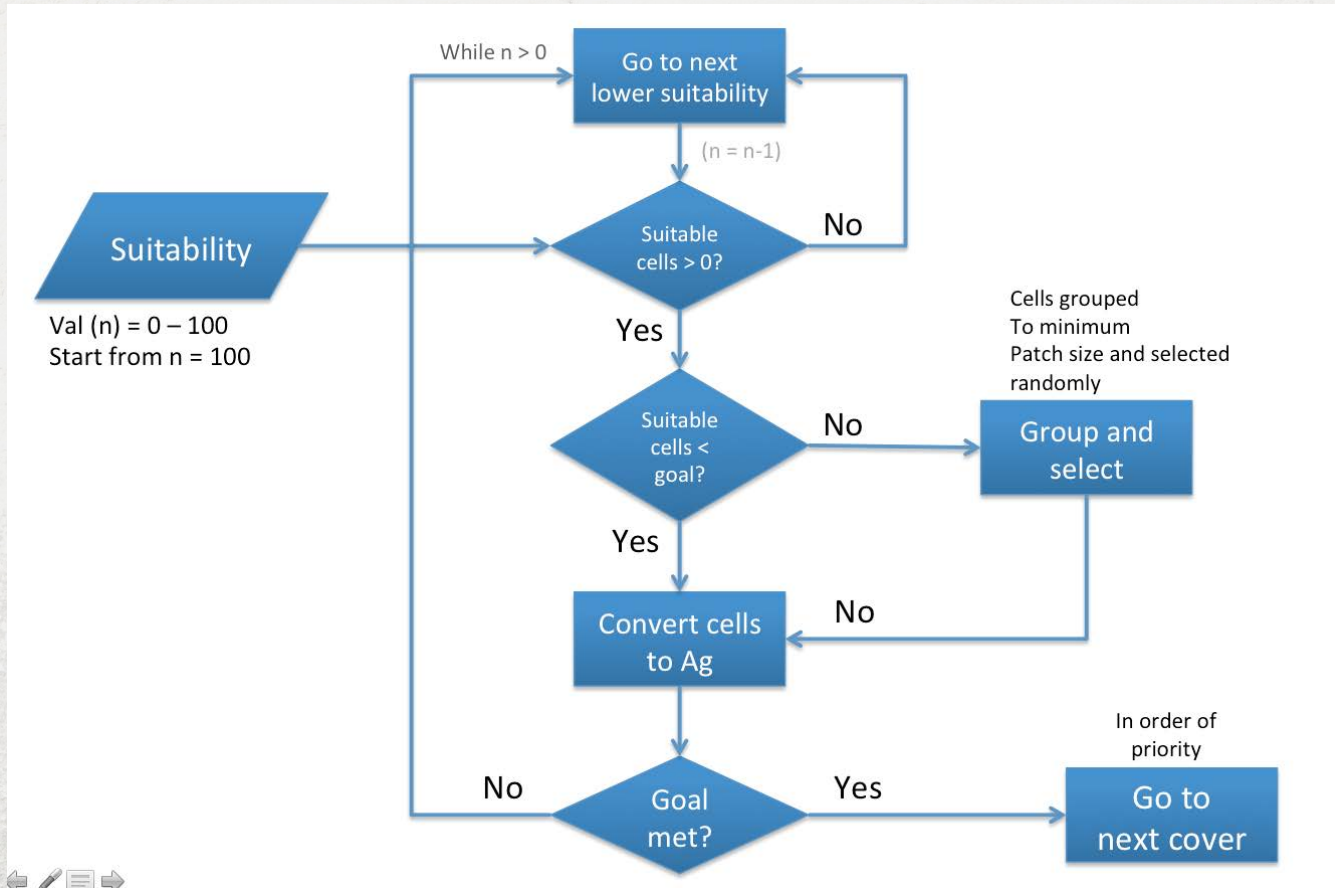 While n > 0
Go to next
lower suitability
(n = n-1)
Suitability
Val (n) = 0 – 100
Start from n = 100
Suitable
cells > 0?
No
Yes
Cells grouped
To minimum
Patch size and selected
randomly
Suitable
cells <
goal?
No
Group and
select
Yes
Convert cells
to Ag
No
Goal
met?
No
Yes
In order of
priority
Go to
next cover